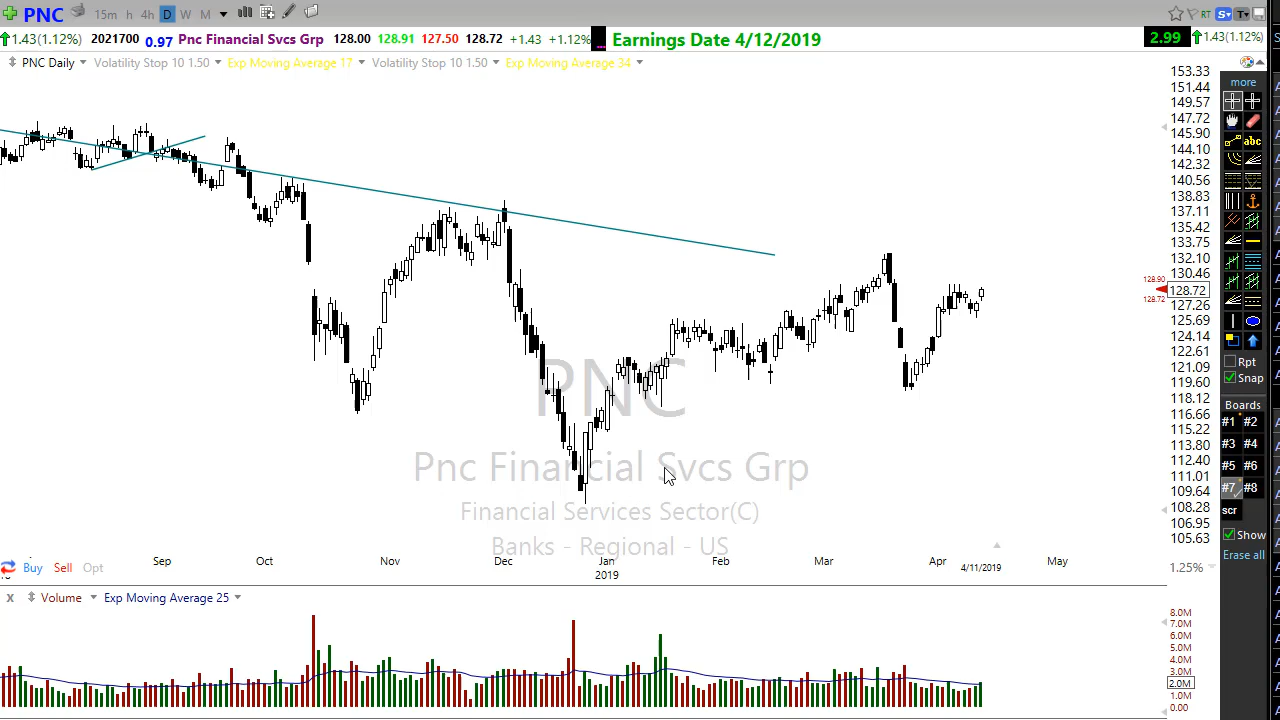 PNC 15m h 4h D W M RT S T
1.43(1.12%) 2021700 0.97 Pnc Financial Svcs Grp 128.00 128.91 127.50 128.72 +1.43 +1.12% Earnings Date 4/12/2019 2.99 1.43(1.12%)
PNC Daily Volatility Stop 10 1.50 Exp Moving Average 17 Volatility Stop 10 1.50 Exp Moving Average 34
more
abc
153.33
151.44
149.57
147.72
145.90
144.10
142.32
140.56
138.83
137.11
135.42
133.75
132.10
130.46
128.90
128.72
128.72
127.26
125.69
124.14
122.61
121.09
119.60
118.12
116.66
115.22
113.80
112.40
111.01
109.64
108.28
106.95
105.63
PNC
Pnc Financial Svcs Grp
Financial Services Sector(C)
Banks - Regional - US
Rpt
Snap
Boards
#1 #2
#3 #4
#5 #6
#7 #8
scr
Show
Erase all
Sep Oct Nov Dec Jan Feb Mar Apr May
2019 4/11/2019
Buy Sell Opt 1.25%
x Volume Exp Moving Average 25
8.0M
7.0M
6.0M
5.0M
4.0M
3.0M
2.0M
1.0M
0.00